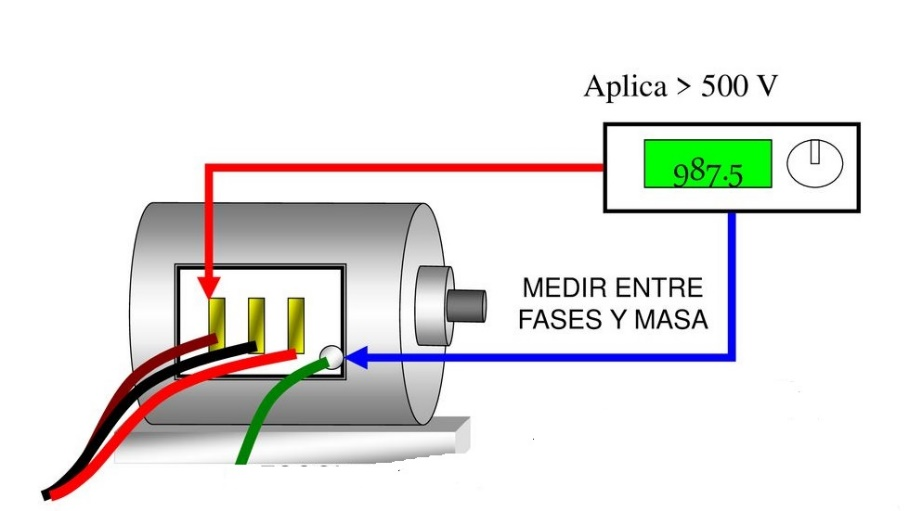 Aplica > 500 V
987.5
MEDIR ENTRE
FASES Y MASA